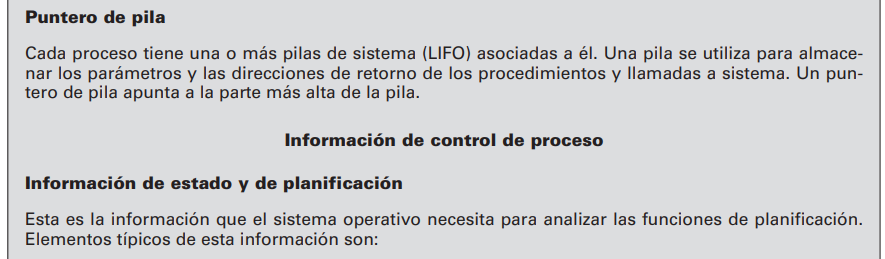 Puntero de pila
Cada proceso tiene una o más pilas de sistema (LIFO) asociadas a él. Una pila se utiliza para almace-
nar los parámetros y las direcciones de retorno de los procedimientos y llamadas a sistema. Un pun-
tero de pila apunta a la parte más alta de la pila.
Información de control de proceso
Información de estado y de planificación
Esta es la información que el sistema operativo necesita para analizar las funciones de planificación.
Elementos típicos de esta información son: